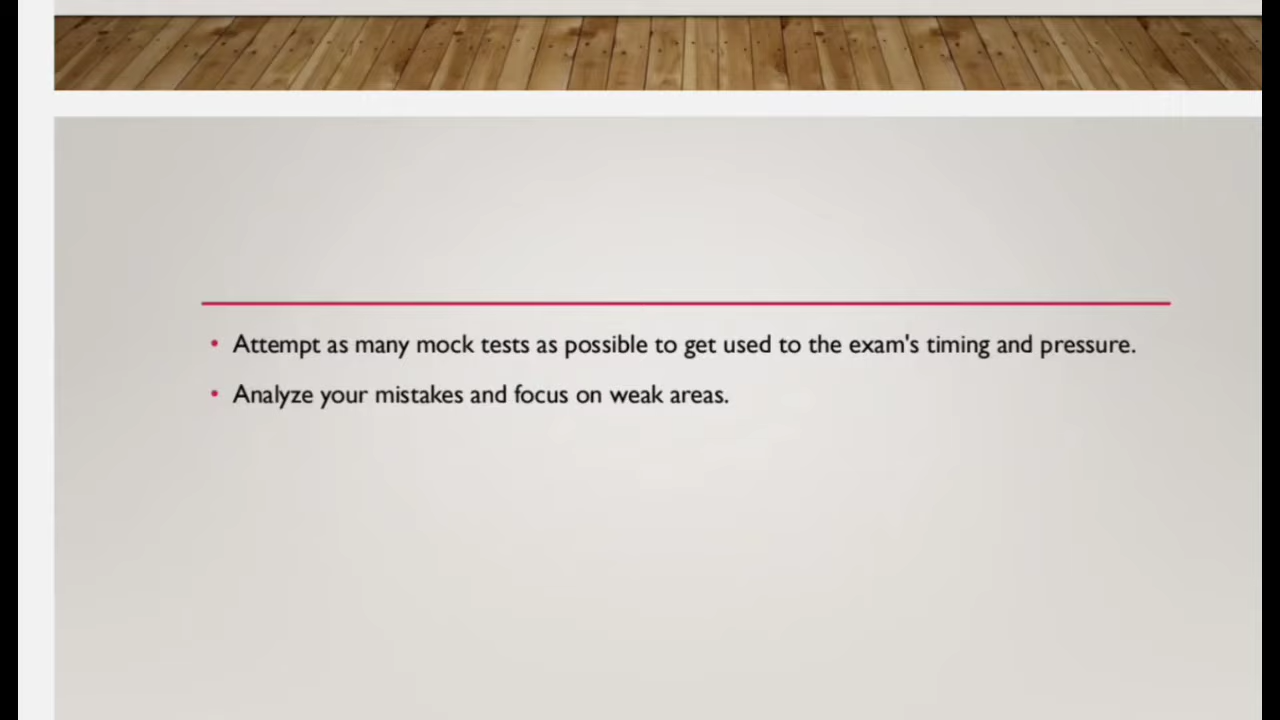 • Attempt as many mock tests as possible to get used to the exam's timing and pressure.
• Analyze your mistakes and focus on weak areas.